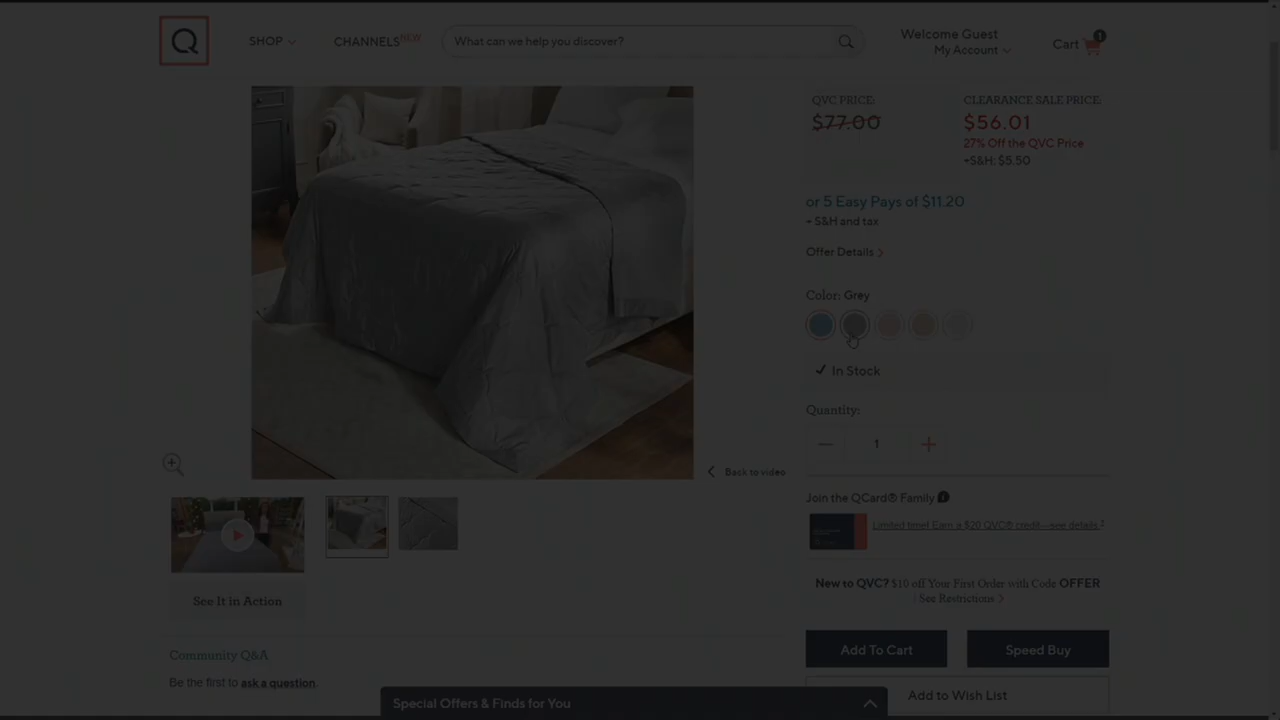 Q
SHOP
CHANNELS NEW
What can we help you discover?
Welcome Guest
My Account
Cart 1
QVC PRICE:
$77.00
CLEARANCE SALE PRICE:
$56.01
27% Off the QVC Price
+S&H: $5.50
or 5 Easy Pays of $11.20
+ S&H and tax
Offer Details
Color: Grey
In Stock
Quantity:
1
Back to video
Join the QCard® Family
Limited time! Earn a $20 QVC® credit—see details.‡
New to QVC? $10 off Your First Order with Code OFFER
| See Restrictions
See It in Action
Add To Cart
Speed Buy
Community Q&A
Be the first to ask a question.
Add to Wish List
Special Offers & Finds for You